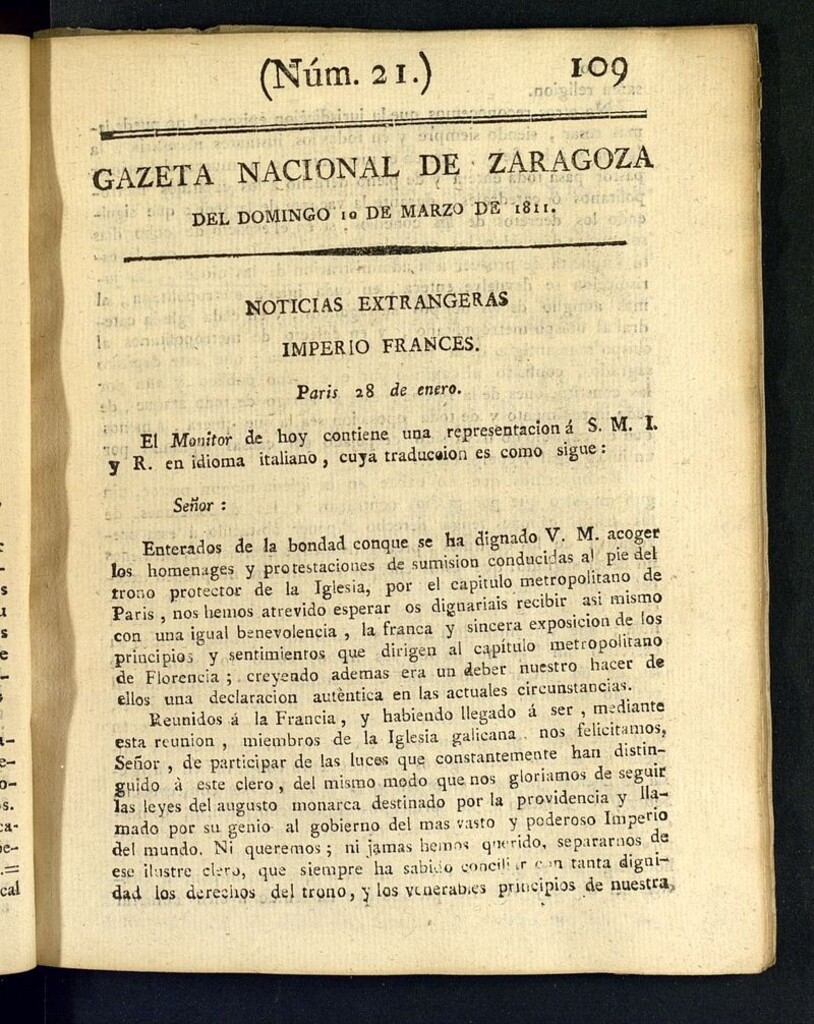 (Núm. 21.) 109
GAZETA NACIONAL DE ZARAGOZA
DEL DOMINGO 10 DE MARZO DE 1811.
NOTICIAS EXTRANGERAS
IMPERIO FRANCES.
Paris 28 de enero.
El Monitor de hoy contiene una representacion á S. M. I.
y R. en idioma italiano, cuya traduccion es como sigue:
Señor :
Enterados de la bondad conque se ha dignado V. M. acoger
los homenages y protestaciones de sumision conducidas al pie del
trono protector de la Iglesia, por el capitulo metropolitano de
Paris, nos hemos atrevido esperar os dignariais recibir asi mismo
con una igual benevolencia, la franca y sincera exposicion de los
principios y sentimientos que dirigen al capítulo metropolitano
de Florencia; creyendo ademas era un deber nuestro hacer de
ellos una declaracion autèntica en las actuales circunstancias.
Reunidos á la Francia, y habiendo llegado á ser, mediante
esta reunion, miembros de la Iglesia galicana. nos felicitamos,
Señor, de participar de las luces que constantemente han distin-
guido à este clero, del mismo modo que nos gloriamos de seguir
las leyes del augusto monarca destinado por la providencia y lla-
mado por su genio al gobierno del mas vasto y poderoso Imperio
del mundo. Ni queremos; ni jamas hemos querido, separarnos de
ese ilustre clero, que siempre ha sabido conciliar con tanta digni-
dad los derechos del trono, y los venerables principios de nuestra